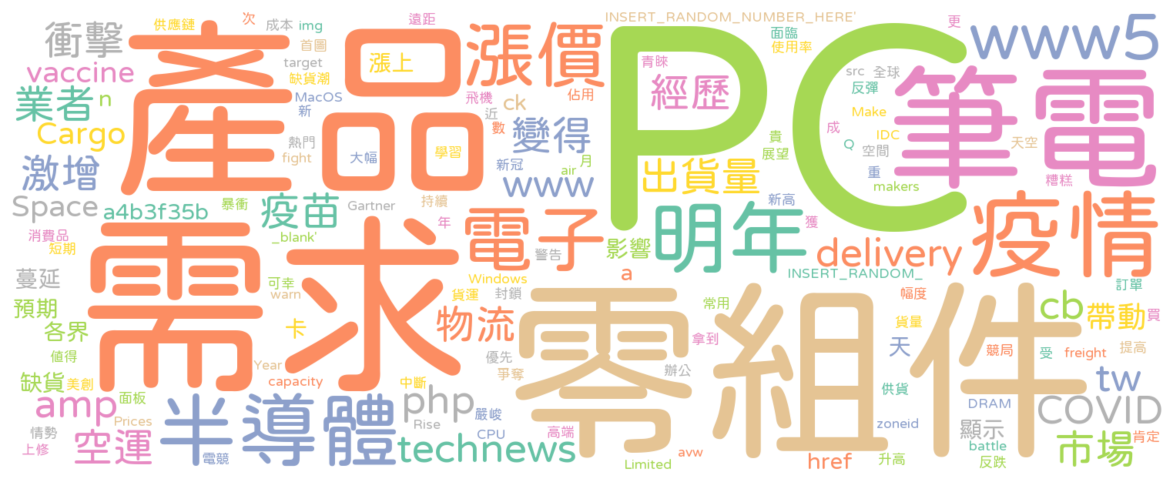 INSERT_RANDOM_NUMBER_HERE'
供應鏈
次
成本
img
遠距
面臨
更
衝擊
產品
漲價
PC
www5
首圖
使用率
target
漲上
青睞
src
全球
vaccine
缺貨潮
飛機
佔用
經歷
反彈
筆電
業者
n
MacOS
新
近
ck
Make
Cargo
數
成
IDC
熱門
變得
貴
Q
空間
天空
fight
大幅
學習
新冠
月
展望
激增
air
出貨量
重
糟糕
www
makers
Space
a4b3f35b
暴衝
疫苗
Gartner
持續
新高
明年
疫情
需求
電子
年
獲
消費品
_blank'
影響
delivery
短期
警告
蔓延
可幸
Windows
a
INSERT_RANDOM_
warn
貨運
封鎖
零組件
幅度
訂單
預期
常用
cb
帶動
買
各界
卡
物流
貨量
拿到
天
競局
受
freight
提高
值得
優先
Year
爭奪
辦公
缺貨
美創
capacity
中斷
供貨
tw
amp
面板
半導體
php
DRAM
COVID
情勢
Prices
Rise
嚴峻
zoneid
顯示
上修
空運
CPU
高端
battle
肯定
technews
市場
電競
Limited
avw
href
升高
反跌